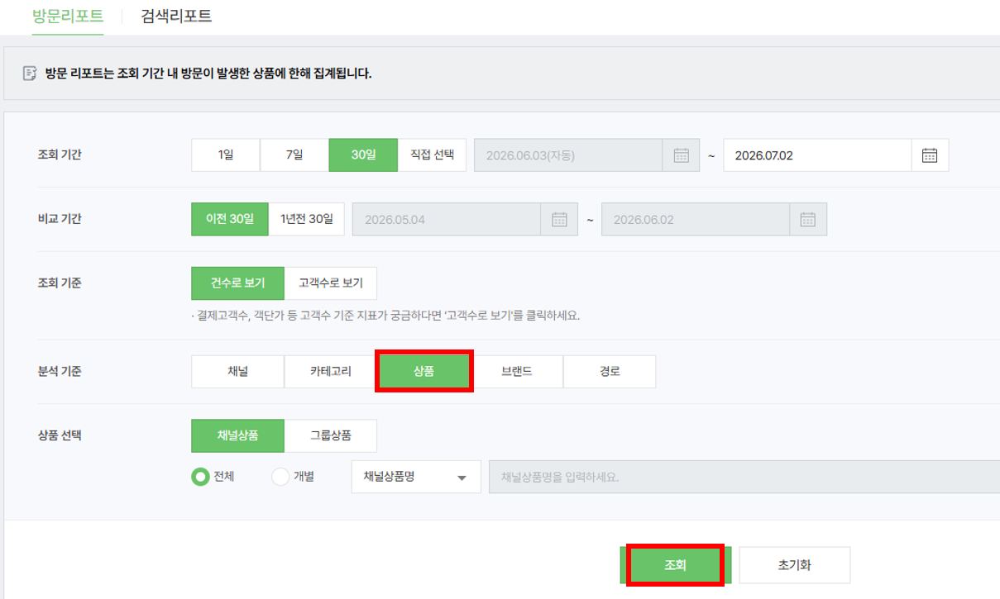 방문리포트 검색리포트
방문 리포트는 조회 기간 내 방문이 발생한 상품에 한해 집계됩니다.
조회 기간 1일 7일 30일 직접 선택 2026.06.03(자동) ~ 2026.07.02
비교 기간 이전 30일 1년전 30일 2026.05.04 ~ 2026.06.02
조회 기준 건수로 보기 고객수로 보기
· 결제고객수, 객단가 등 고객수 기준 지표가 궁금하다면 '고객수로 보기'를 클릭하세요.
분석 기준 채널 카테고리 상품 브랜드 경로
상품 선택 채널상품 그룹상품
전체 개별 채널상품명 채널상품명을 입력하세요.
조회 초기화